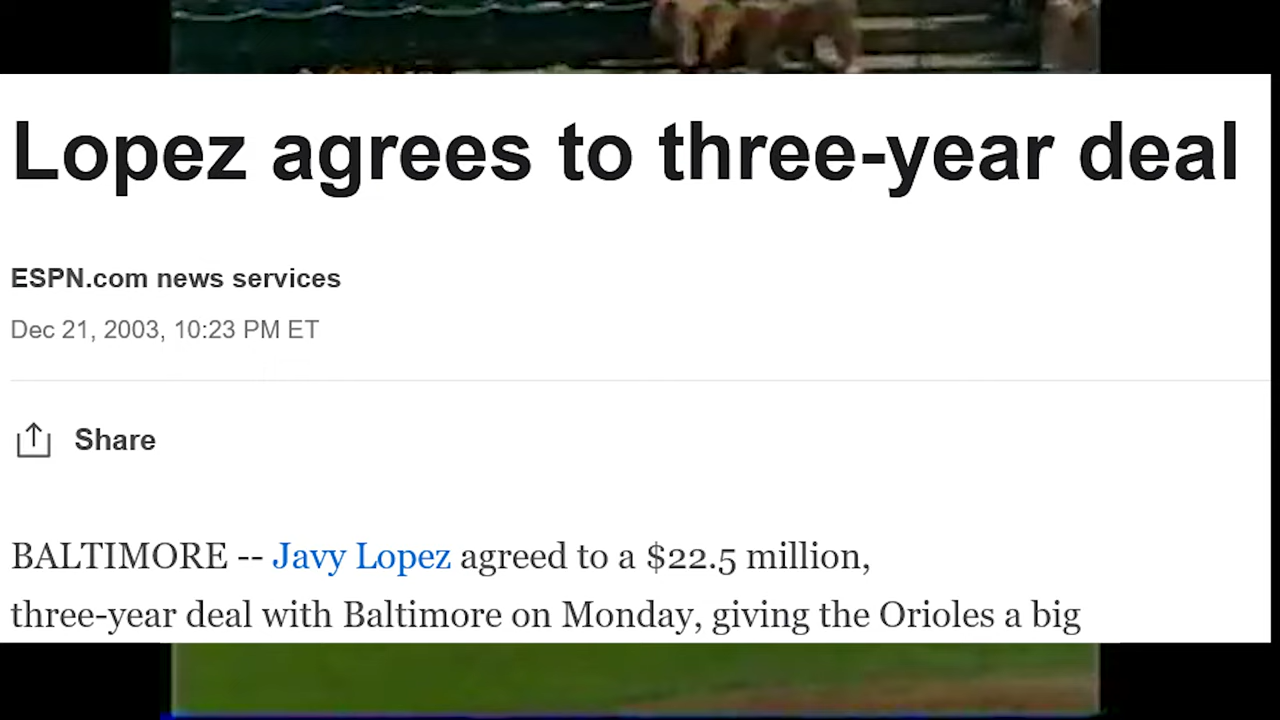 Lopez agrees to three-year deal
ESPN.com news services
Dec 21, 2003, 10:23 PM ET
Share
BALTIMORE -- Javy Lopez agreed to a $22.5 million,
three-year deal with Baltimore on Monday, giving the Orioles a big